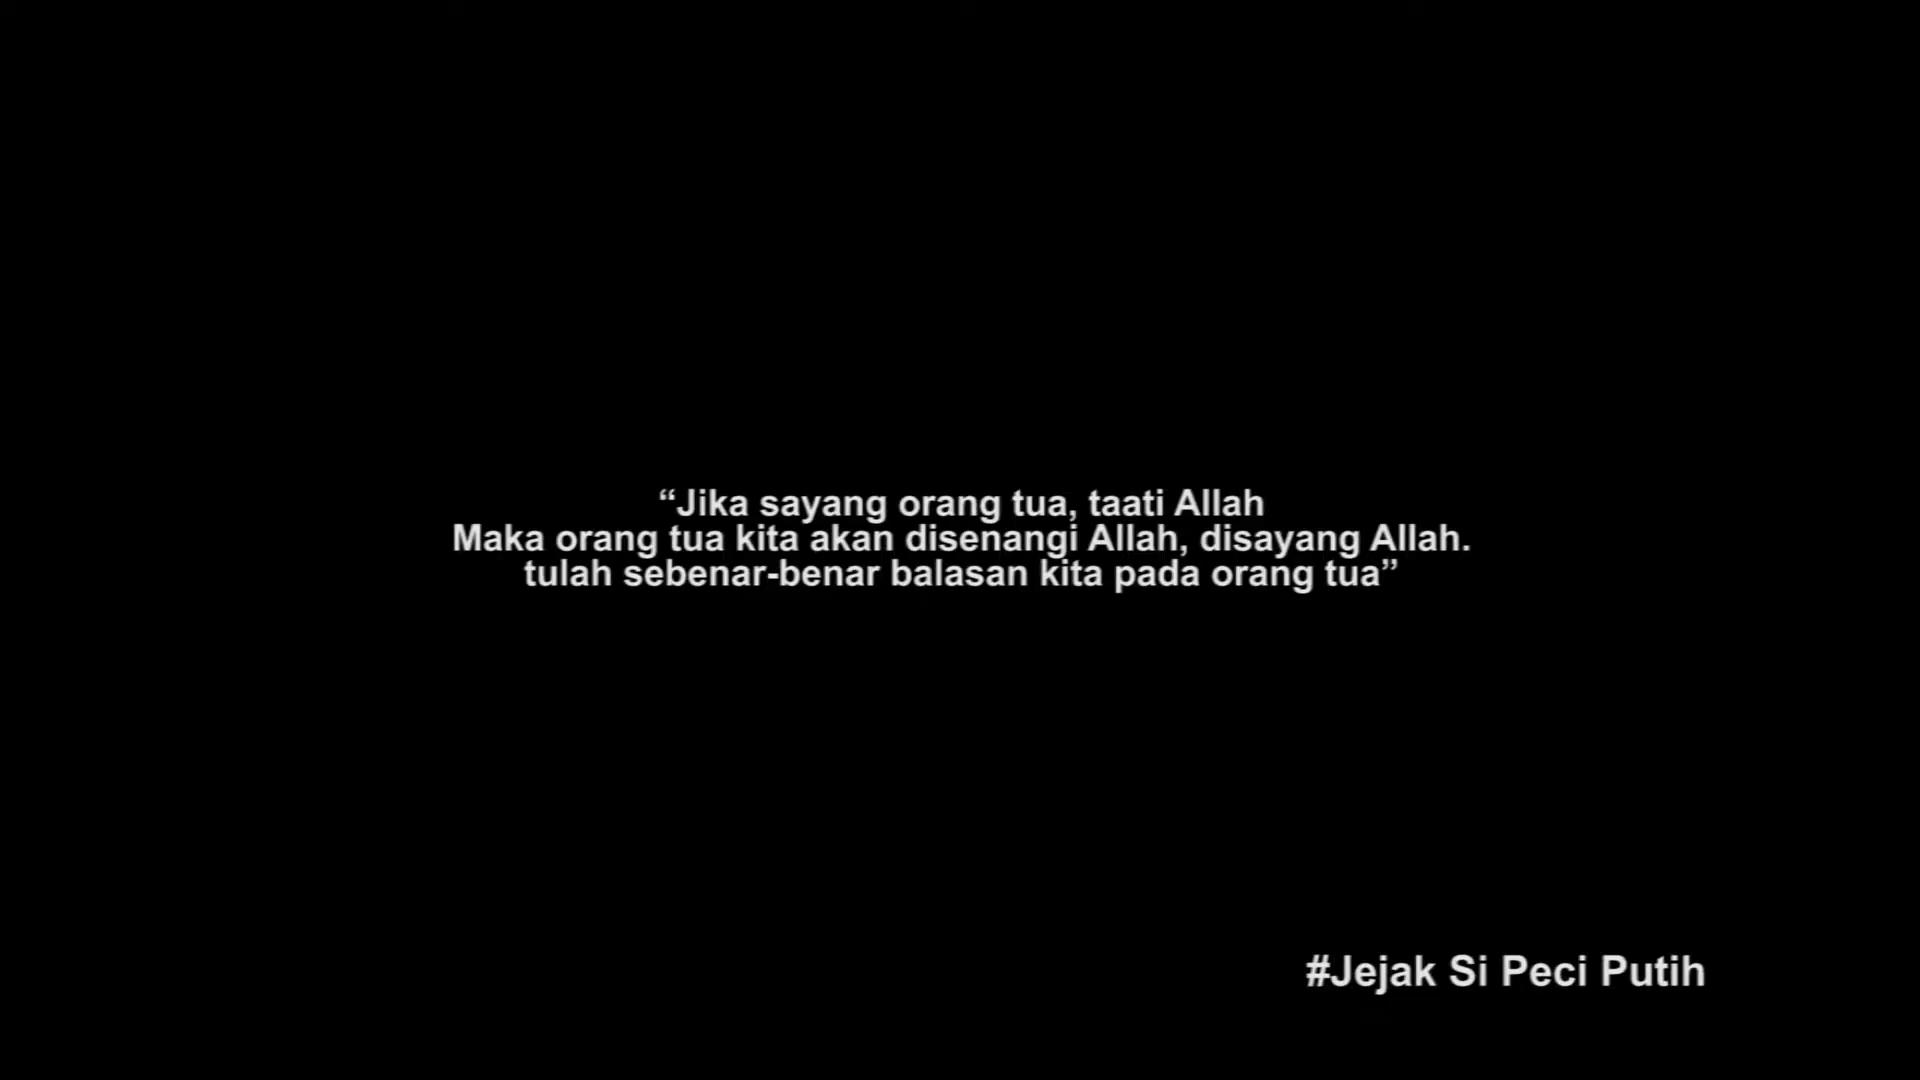 “Jika sayang orang tua, taati Allah
Maka orang tua kita akan disenangi Allah, disayang Allah.
tulah sebenar-benar balasan kita pada orang tua”
#Jejak Si Peci Putih